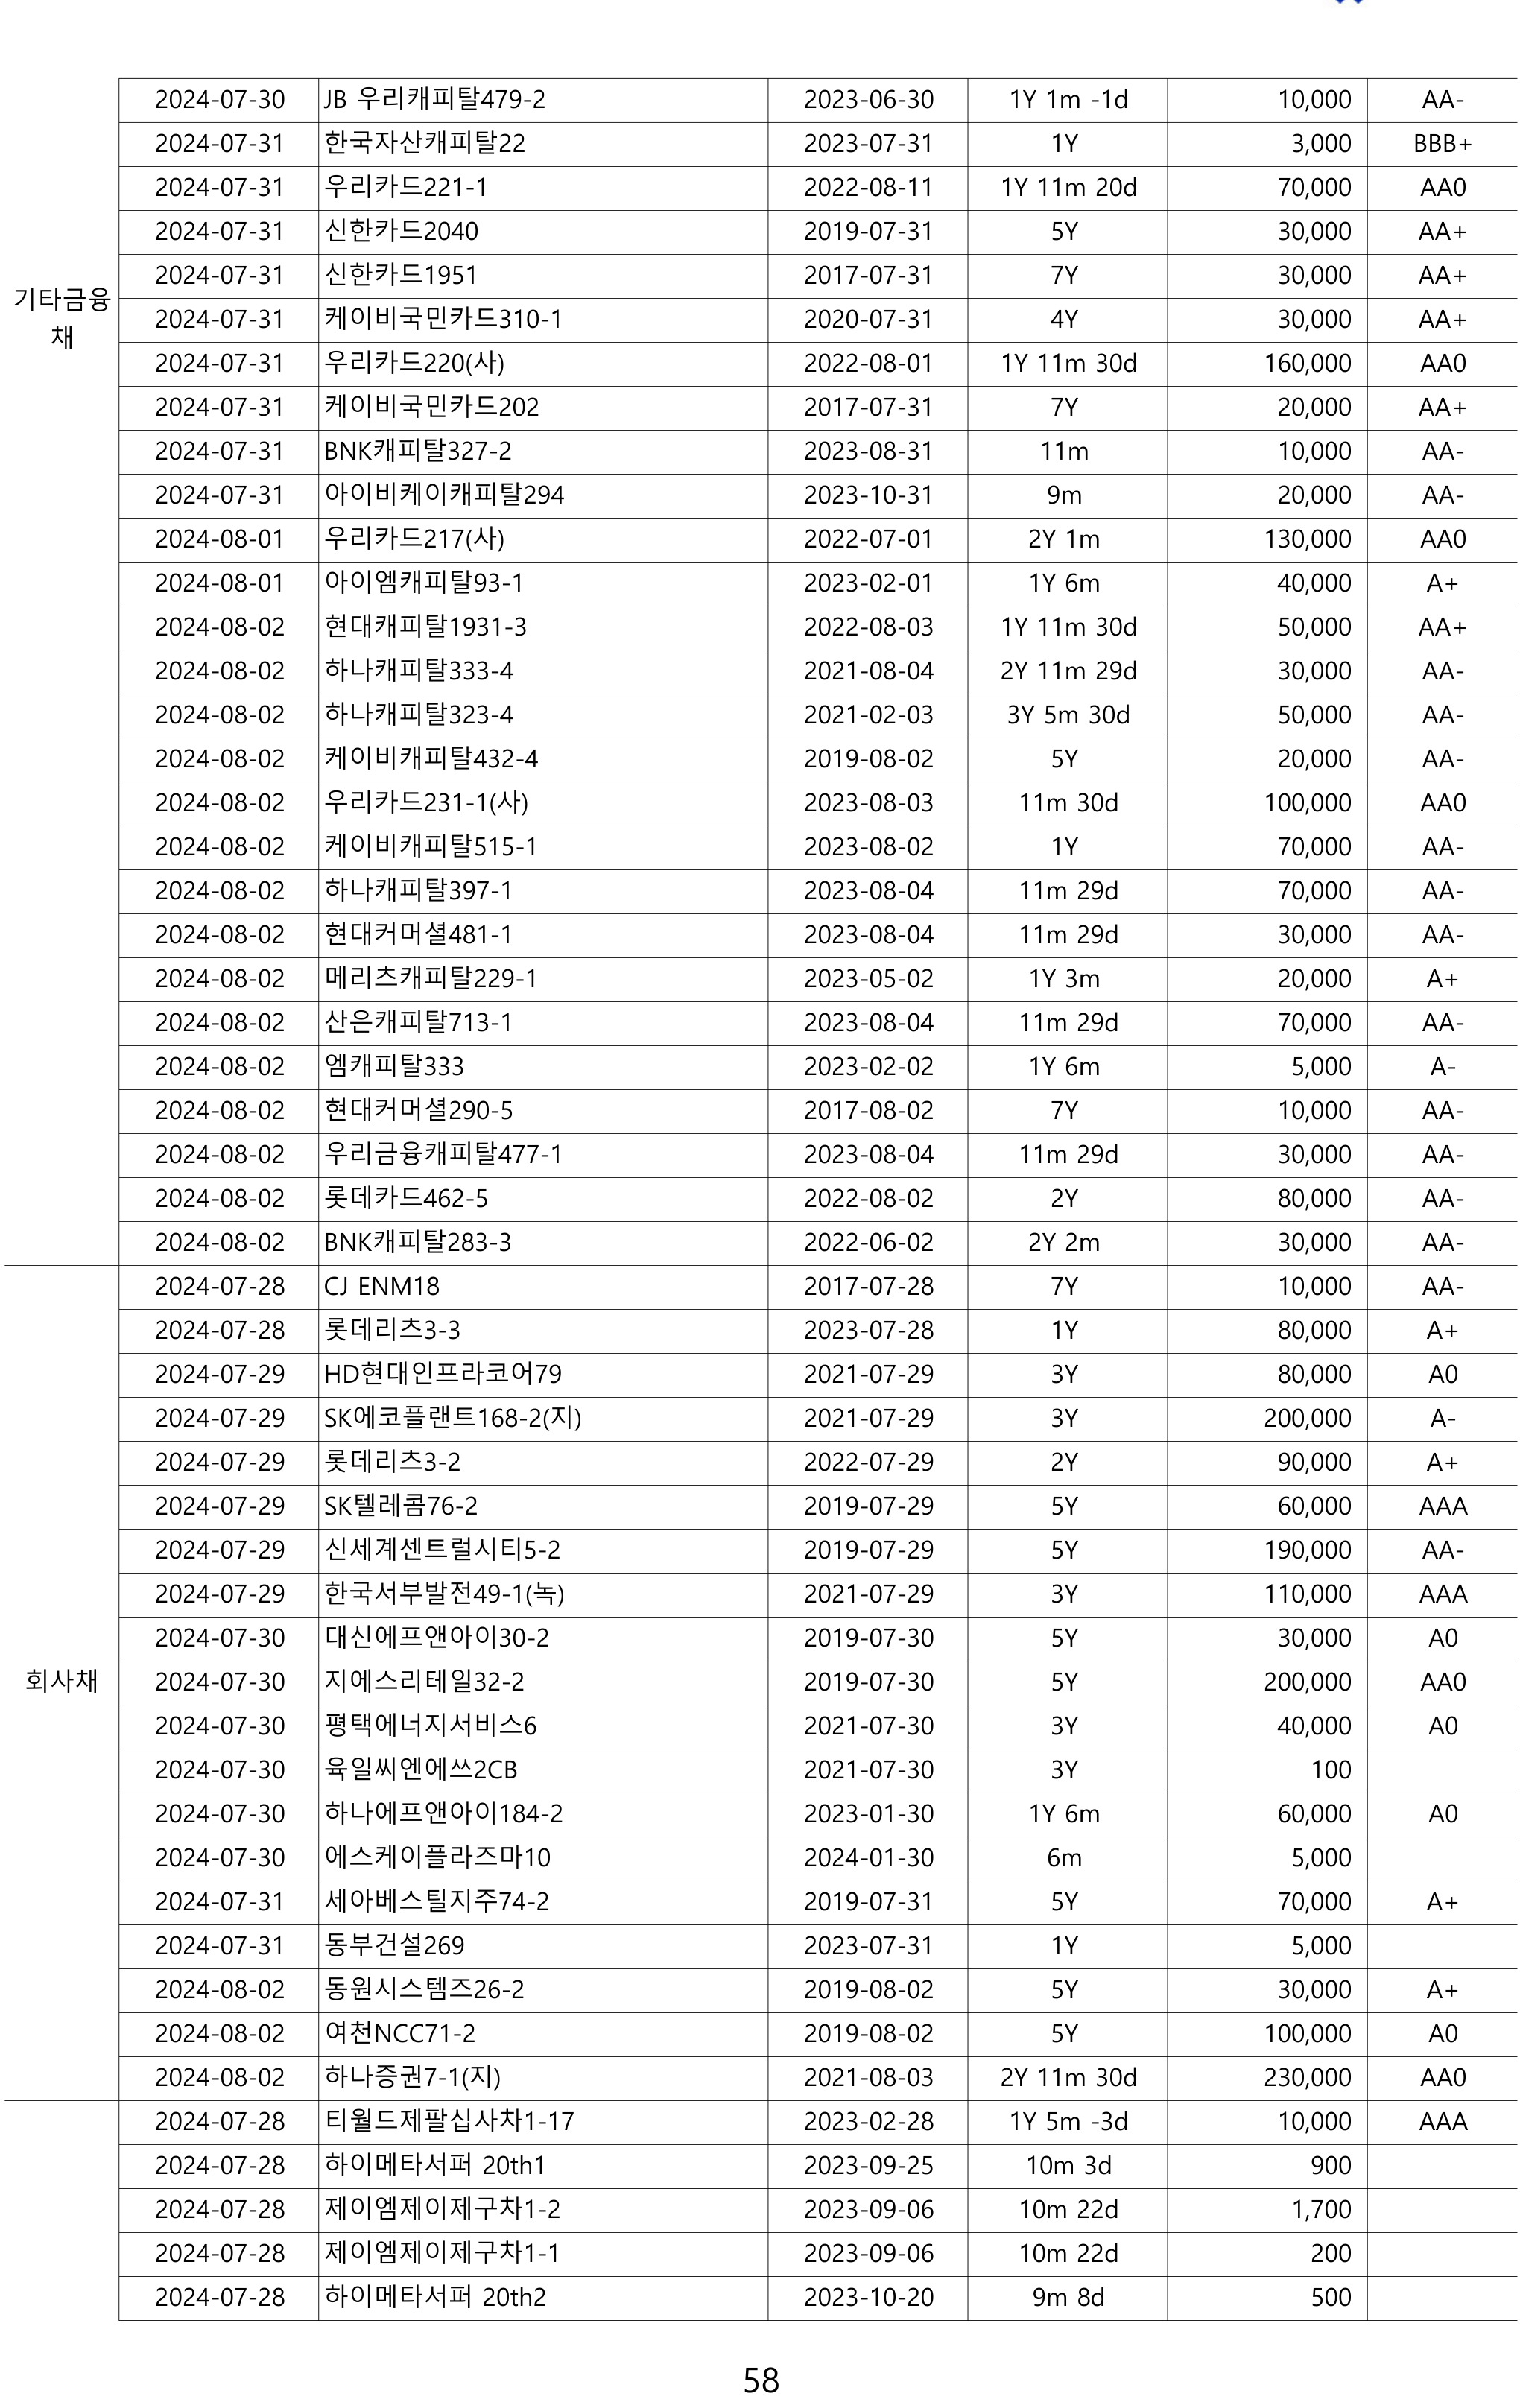 2024-07-30 JB 우리캐피탈479-2 2023-06-30 1Y 1m -1d 10,000 AA-
2024-07-31 한국자산캐피탈22 2023-07-31 1Y 3,000 BBB+
2024-07-31 우리카드221-1 2022-08-11 1Y 11m 20d 70,000 AA0
2024-07-31 신한카드2040 2019-07-31 5Y 30,000 AA+
2024-07-31 신한카드1951 2017-07-31 7Y 30,000 AA+
기타금융
채
2024-07-31 케이비국민카드310-1 2020-07-31 4Y 30,000 AA+
2024-07-31 우리카드220(사) 2022-08-01 1Y 11m 30d 160,000 AA0
2024-07-31 케이비국민카드202 2017-07-31 7Y 20,000 AA+
2024-07-31 BNK캐피탈327-2 2023-08-31 11m 10,000 AA-
2024-07-31 아이비케이캐피탈294 2023-10-31 9m 20,000 AA-
2024-08-01 우리카드217(사) 2022-07-01 2Y 1m 130,000 AA0
2024-08-01 아이엠캐피탈93-1 2023-02-01 1Y 6m 40,000 A+
2024-08-02 현대캐피탈1931-3 2022-08-03 1Y 11m 30d 50,000 AA+
2024-08-02 하나캐피탈333-4 2021-08-04 2Y 11m 29d 30,000 AA-
2024-08-02 하나캐피탈323-4 2021-02-03 3Y 5m 30d 50,000 AA-
2024-08-02 케이비캐피탈432-4 2019-08-02 5Y 20,000 AA-
2024-08-02 우리카드231-1(사) 2023-08-03 11m 30d 100,000 AA0
2024-08-02 케이비캐피탈515-1 2023-08-02 1Y 70,000 AA-
2024-08-02 하나캐피탈397-1 2023-08-04 11m 29d 70,000 AA-
2024-08-02 현대커머셜481-1 2023-08-04 11m 29d 30,000 AA-
2024-08-02 메리츠캐피탈229-1 2023-05-02 1Y 3m 20,000 A+
2024-08-02 산은캐피탈713-1 2023-08-04 11m 29d 70,000 AA-
2024-08-02 엠캐피탈333 2023-02-02 1Y 6m 5,000 A-
2024-08-02 현대커머셜290-5 2017-08-02 7Y 10,000 AA-
2024-08-02 우리금융캐피탈477-1 2023-08-04 11m 29d 30,000 AA-
2024-08-02 롯데카드462-5 2022-08-02 2Y 80,000 AA-
2024-08-02 BNK캐피탈283-3 2022-06-02 2Y 2m 30,000 AA-
2024-07-28 CJ ENM18 2017-07-28 7Y 10,000 AA-
2024-07-28 롯데리츠3-3 2023-07-28 1Y 80,000 A+
2024-07-29 HD현대인프라코어79 2021-07-29 3Y 80,000 A0
2024-07-29 SK에코플랜트168-2(지) 2021-07-29 3Y 200,000 A-
2024-07-29 롯데리츠3-2 2022-07-29 2Y 90,000 A+
2024-07-29 SK텔레콤76-2 2019-07-29 5Y 60,000 AAA
2024-07-29 신세계센트럴시티5-2 2019-07-29 5Y 190,000 AA-
2024-07-29 한국서부발전49-1(녹) 2021-07-29 3Y 110,000 AAA
2024-07-30 대신에프앤아이30-2 2019-07-30 5Y 30,000 A0
회사채 2024-07-30 지에스리테일32-2 2019-07-30 5Y 200,000 AA0
2024-07-30 평택에너지서비스6 2021-07-30 3Y 40,000 A0
2024-07-30 육일씨엔에쓰2CB 2021-07-30 3Y 100
2024-07-30 하나에프앤아이184-2 2023-01-30 1Y 6m 60,000 A0
2024-07-30 에스케이플라즈마10 2024-01-30 6m 5,000
2024-07-31 세아베스틸지주74-2 2019-07-31 5Y 70,000 A+
2024-07-31 동부건설269 2023-07-31 1Y 5,000
2024-08-02 동원시스템즈26-2 2019-08-02 5Y 30,000 A+
2024-08-02 여천NCC71-2 2019-08-02 5Y 100,000 A0
2024-08-02 하나증권7-1(지) 2021-08-03 2Y 11m 30d 230,000 AA0
2024-07-28 티월드제팔십사차1-17 2023-02-28 1Y 5m -3d 10,000 AAA
2024-07-28 하이메타서퍼 20th1 2023-09-25 10m 3d 900
2024-07-28 제이엠제이제구차1-2 2023-09-06 10m 22d 1,700
2024-07-28 제이엠제이제구차1-1 2023-09-06 10m 22d 200
2024-07-28 하이메타서퍼 20th2 2023-10-20 9m 8d 500
58